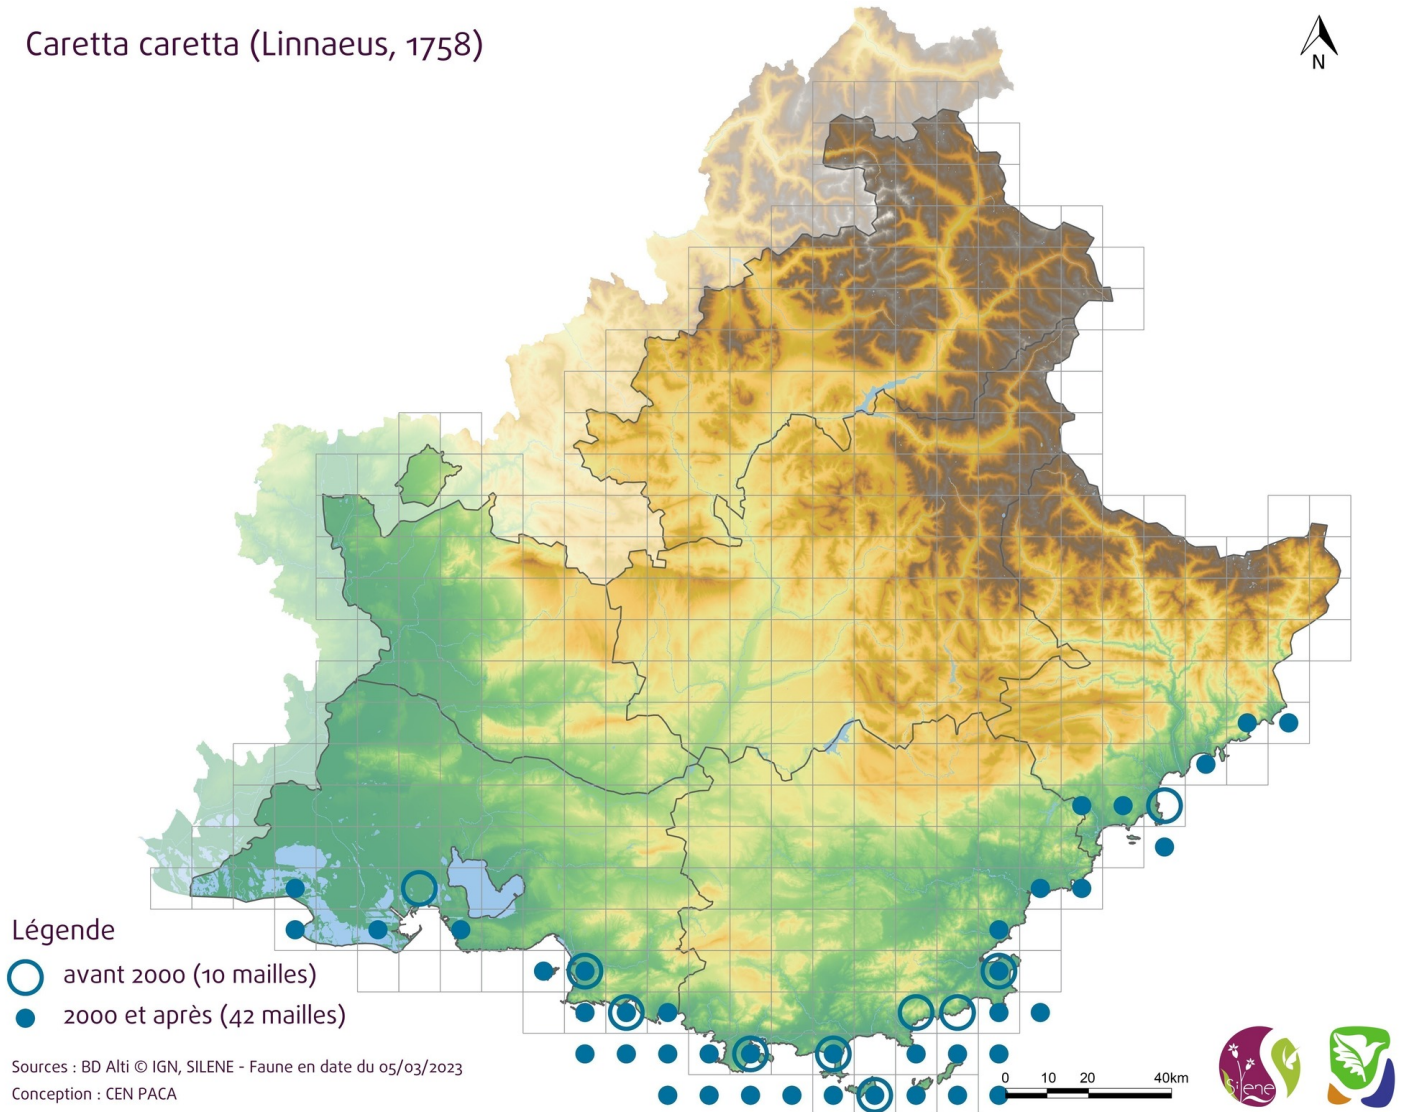 Caretta caretta (Linnaeus, 1758)
N
Légende
avant 2000 (10 mailles)
2000 et après (42 mailles)
Sources : BD Alti © IGN, SILENE - Faune en date du 05/03/2023
Conception : CEN PACA
0 10 20 40km
Silene